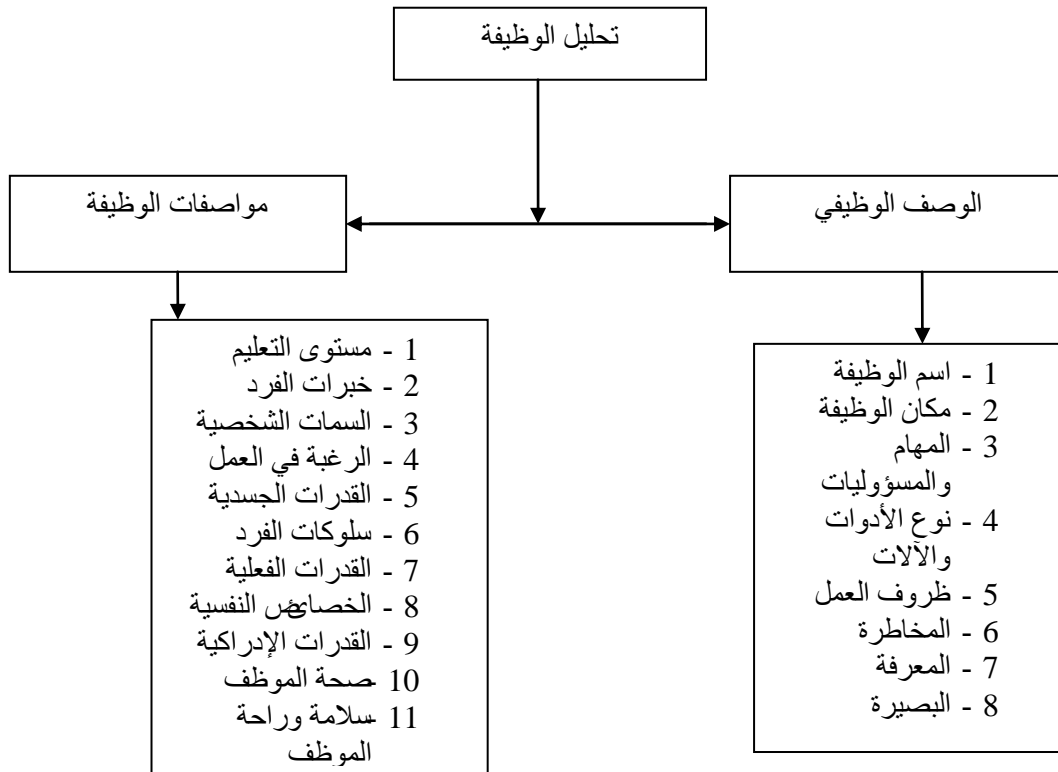 تحليل الوظيفة
الوصف الوظيفي
مواصفات الوظيفة
1 - اسم الوظيفة
2 - مكان الوظيفة
3 - المهام
والمسؤوليات
4 - نوع الأدوات
والآلات
5 - ظروف العمل
6 - المخاطرة
7 - المعرفة
8 - البصيرة
1 - مستوى التعليم
2 - خبرات الفرد
3 - السمات الشخصية
4 - الرغبة في العمل
5 - القدرات الجسدية
6 - سلوكات الفرد
7 - القدرات الفعلية
8 - الخصائص النفسية
9 - القدرات الإدراكية
10 -صحة الموظف
11 -سلامة وراحة
الموظف